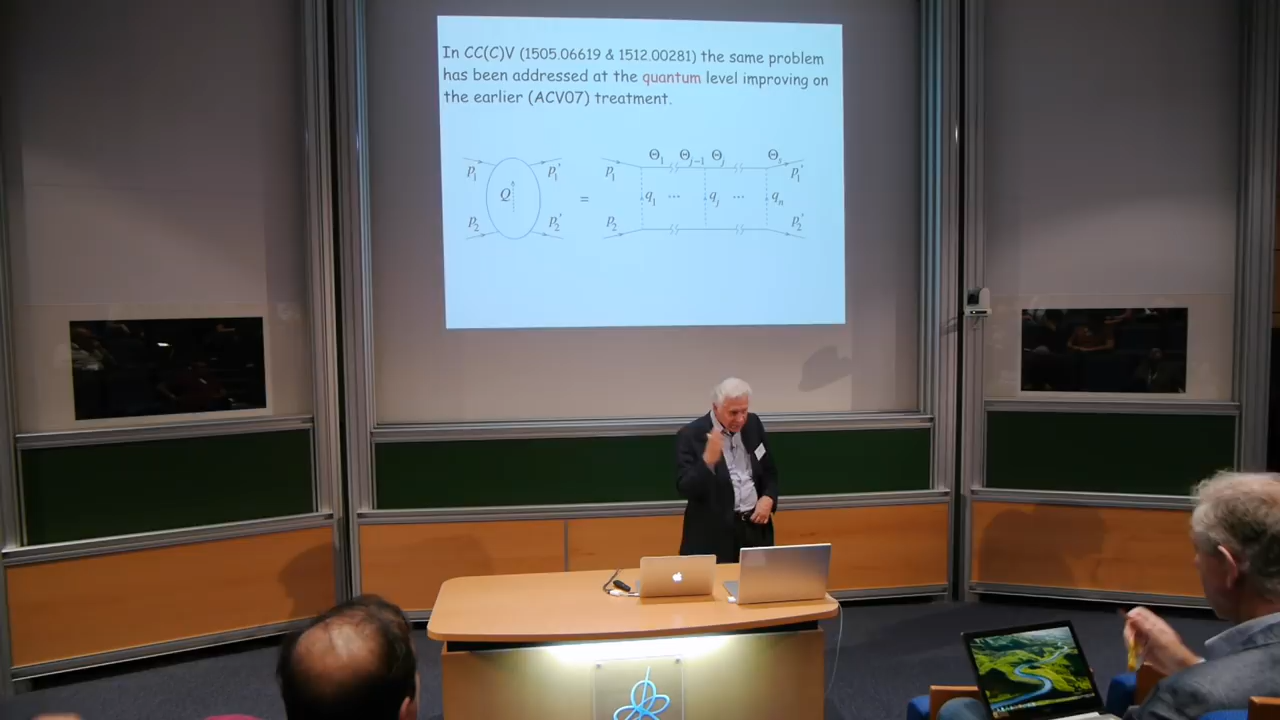 In CC(C)V (1505.06619 & 1512.00281) the same problem
has been addressed at the quantum level improving on
the earlier (ACV07) treatment.
Θ₁ Θⱼ₋₁ Θⱼ
p₁ p₁' p₁ p₁'
Q = q₁ ... qⱼ ... qₙ
p₂ p₂' p₂ p₂'